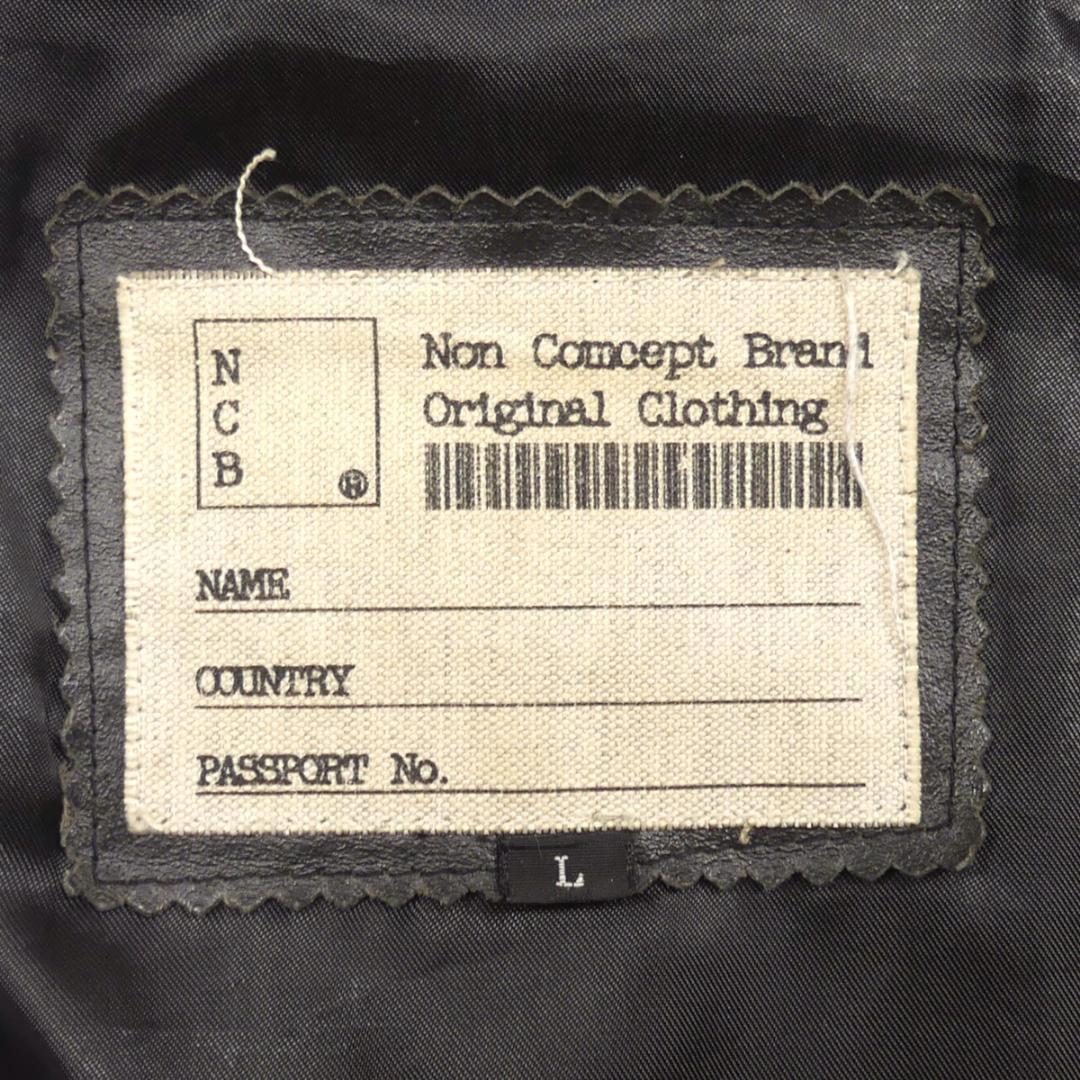 N
C
B
®
Non Comcept Brand
Original Clothing
NAME
COUNTRY
PASSPORT No.
L